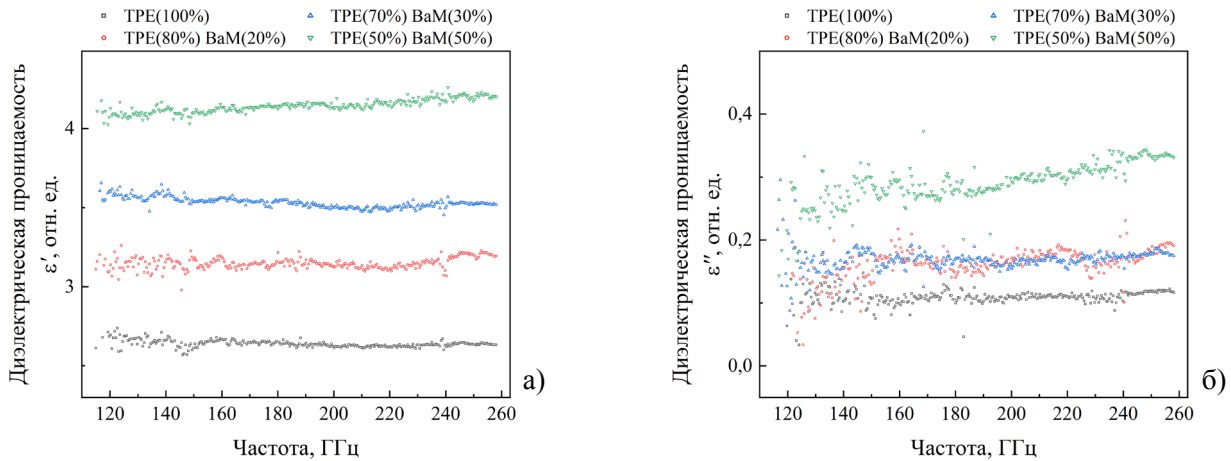 TPE(100%) TPE(70%) BaM(30%)
TPE(80%) BaM(20%) TPE(50%) BaM(50%)
Диэлектрическая проницаемость
ε′, отн. ед.
4
3
120 140 160 180 200 220 240 260
Частота, ГГц
а)
TPE(100%) TPE(70%) BaM(30%)
TPE(80%) BaM(20%) TPE(50%) BaM(50%)
Диэлектрическая проницаемость
ε″, отн. ед.
0,4
0,2
0,0
120 140 160 180 200 220 240 260
Частота, ГГц
б)